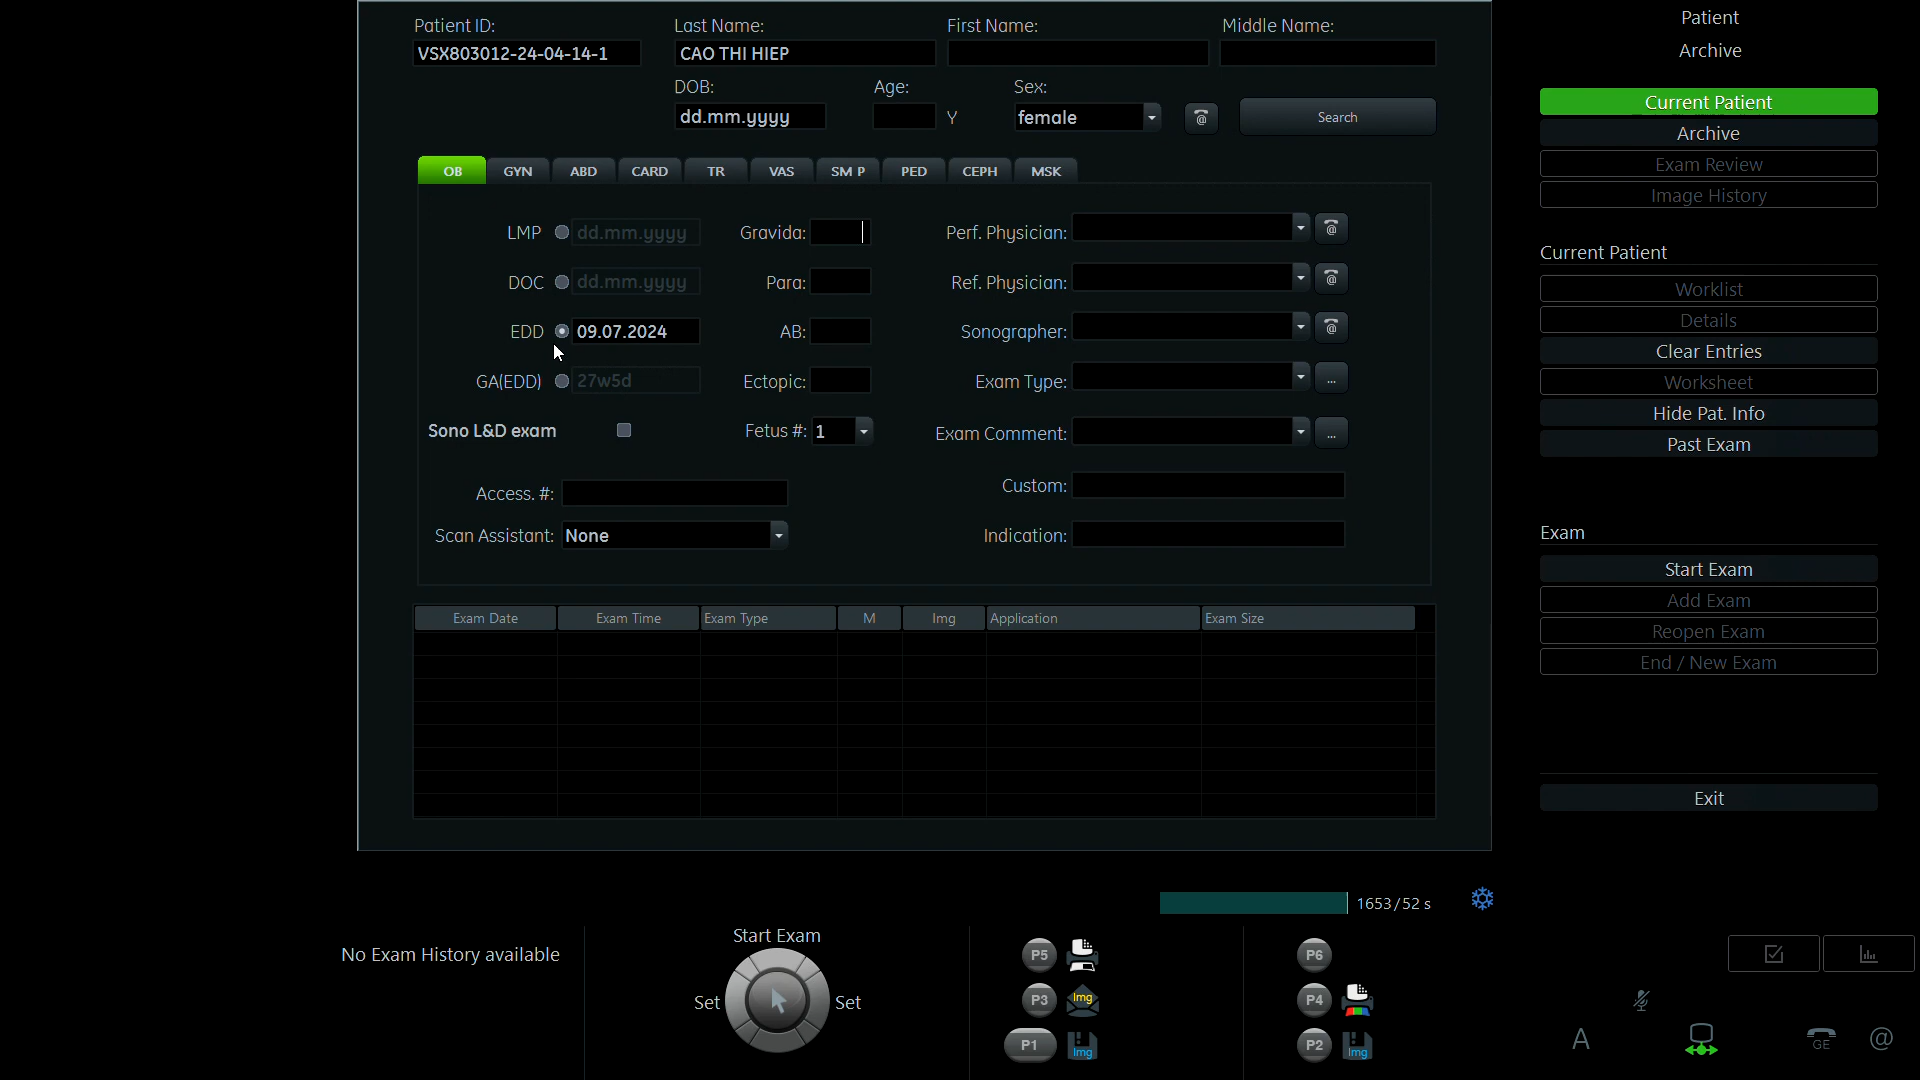 Patient ID: Last Name: First Name: Middle Name:
VSX803012-24-04-14-1 CAO THI HIEP
DOB: Age: Sex:
dd.mm.yyyy Y female @ Search
OB GYN ABD CARD TR VAS SM P PED CEPH MSK
LMP dd.mm.yyyy Gravida: Perf. Physician: @
DOC dd.mm.yyyy Para: Ref. Physician: @
EDD 09.07.2024 AB: Sonographer: @
GA(EDD) 27w5d Ectopic: Exam Type: ...
Sono L&D exam Fetus #: 1 Exam Comment: ...
Access. #: Custom:
Scan Assistant: None Indication:
Exam Date Exam Time Exam Type M Img Application Exam Size
1653/52 s
No Exam History available
Start Exam
Set Set
P5 P6
P3 Img P4
P1 Img P2 Img
Patient
Archive
Current Patient
Archive
Exam Review
Image History
Current Patient
Worklist
Details
Clear Entries
Worksheet
Hide Pat. Info
Past Exam
Exam
Start Exam
Add Exam
Reopen Exam
End / New Exam
Exit
A GE @